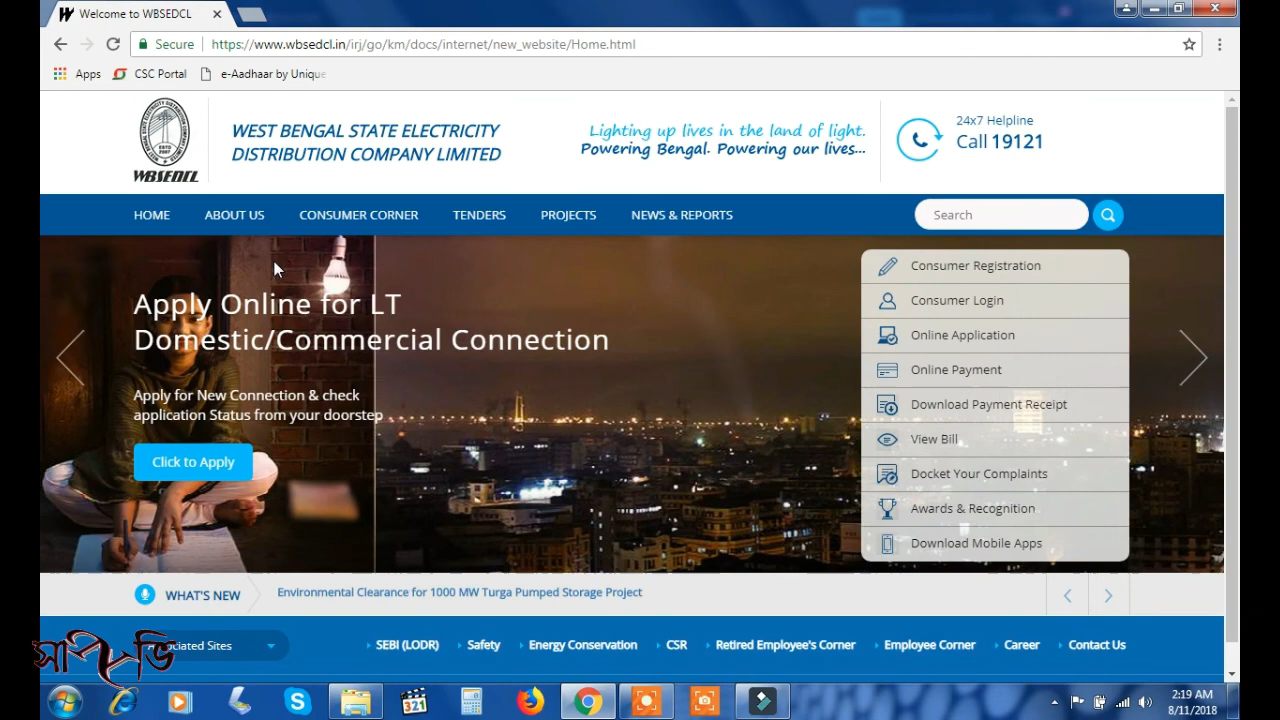 Welcome to WBSEDCL
Secure https://www.wbsedcl.in/irj/go/km/docs/internet/new_website/Home.html
Apps CSC Portal e-Aadhaar by Unique
WBSEDCL
WEST BENGAL STATE ELECTRICITY
DISTRIBUTION COMPANY LIMITED
Lighting up lives in the land of light.
Powering Bengal. Powering our lives...
24x7 Helpline
Call 19121
HOME ABOUT US CONSUMER CORNER TENDERS PROJECTS NEWS & REPORTS Search
Apply Online for LT
Domestic/Commercial Connection
Apply for New Connection & check
application Status from your doorstep
Click to Apply
Consumer Registration
Consumer Login
Online Application
Online Payment
Download Payment Receipt
View Bill
Docket Your Complaints
Awards & Recognition
Download Mobile Apps
WHAT'S NEW Environmental Clearance for 1000 MW Turga Pumped Storage Project
Sites SEBI (LODR) Safety Energy Conservation CSR Retired Employee's Corner Employee Corner Career Contact Us
321
2:19 AM
8/11/2018